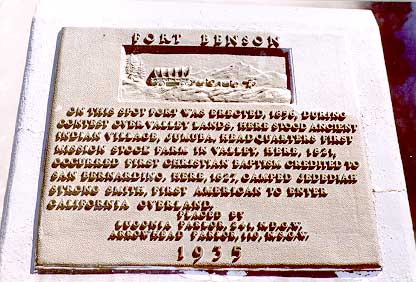 FORT BENSON
ON THIS SPOT FORT WAS ERECTED, 1856, DURING
CONTEST OVER VALLEY LANDS. HERE STOOD ANCIENT
INDIAN VILLAGE, JUMUBA, HEADQUARTERS FIRST
MISSION STOCK FARM IN VALLEY, HERE, 1821,
OCCURRED FIRST CHRISTIAN BAPTISM CREDITED TO
SAN BERNARDINO. HERE, 1827, CAMPED JEDEDIAH
STRONG SMITH, FIRST AMERICAN TO ENTER
CALIFORNIA OVERLAND.
PLACED BY
LUGONIA PARLOR, 241, N.D.G.W.
ARROWHEAD PARLOR, 110, N.S.G.W.
1935